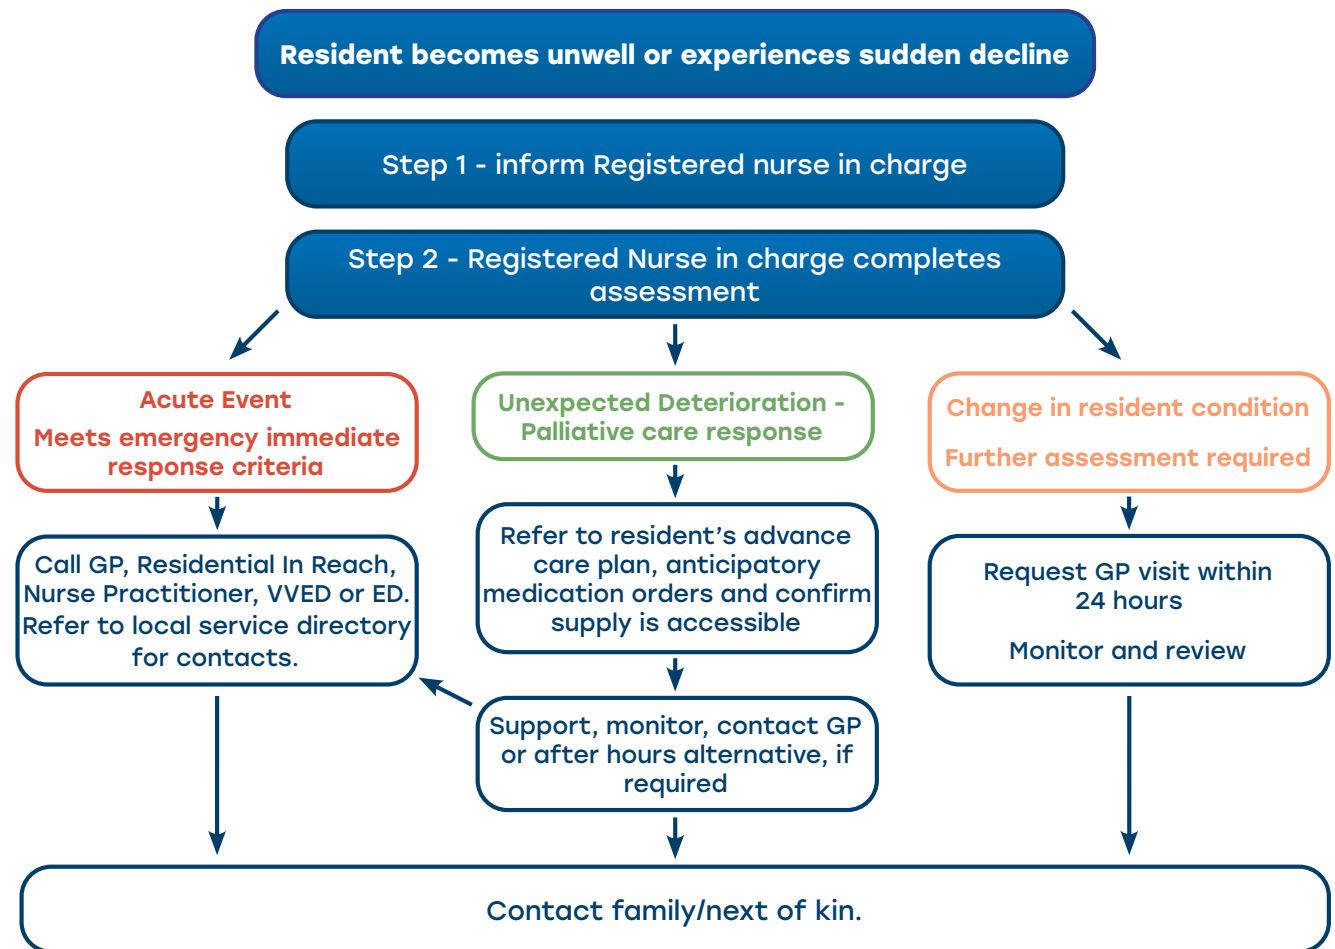 Resident becomes unwell or experiences sudden decline
Step 1 - inform Registered nurse in charge
Step 2 - Registered Nurse in charge completes
assessment
Acute Event
Meets emergency immediate
response criteria
Unexpected Deterioration -
Palliative care response
Change in resident condition
Further assessment required
Call GP, Residential In Reach,
Nurse Practitioner, VVED or ED.
Refer to local service directory
for contacts.
Refer to resident’s advance
care plan, anticipatory
medication orders and confirm
supply is accessible
Request GP visit within
24 hours
Monitor and review
Support, monitor, contact GP
or after hours alternative, if
required
Contact family/next of kin.